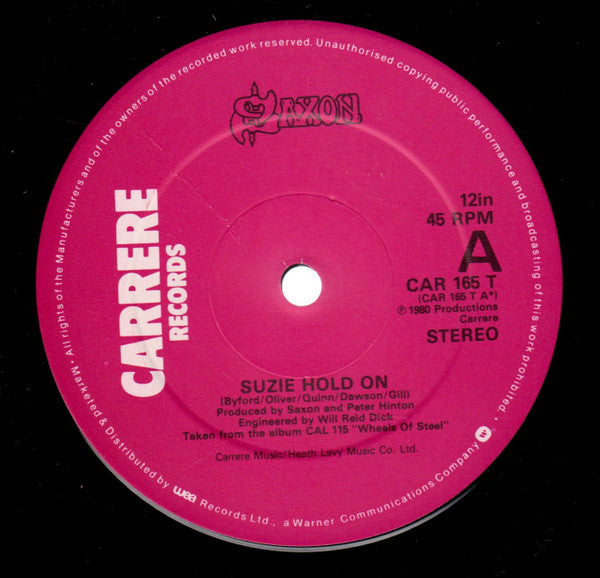 All rights of the Manufacturers and of the owners of the recorded work reserved. Unauthorised copying public performance and broadcasting of this work prohibited.
SAXON
CARRERE
RECORDS
12in
45 RPM
A
CAR 165 T
(CAR 165 T A*)
℗ 1980 Productions
Carrere
STEREO
SUZIE HOLD ON
(Byford/Oliver/Quinn/Dawson/Gill)
Produced by Saxon and Peter Hinton
Engineered by Will Reid Dick
Taken from the album CAL 115 "Wheels Of Steel"
Carrere Music/Heath Levy Music Co. Ltd.
• Marketed & Distributed by wea Records Ltd., a Warner Communications Company